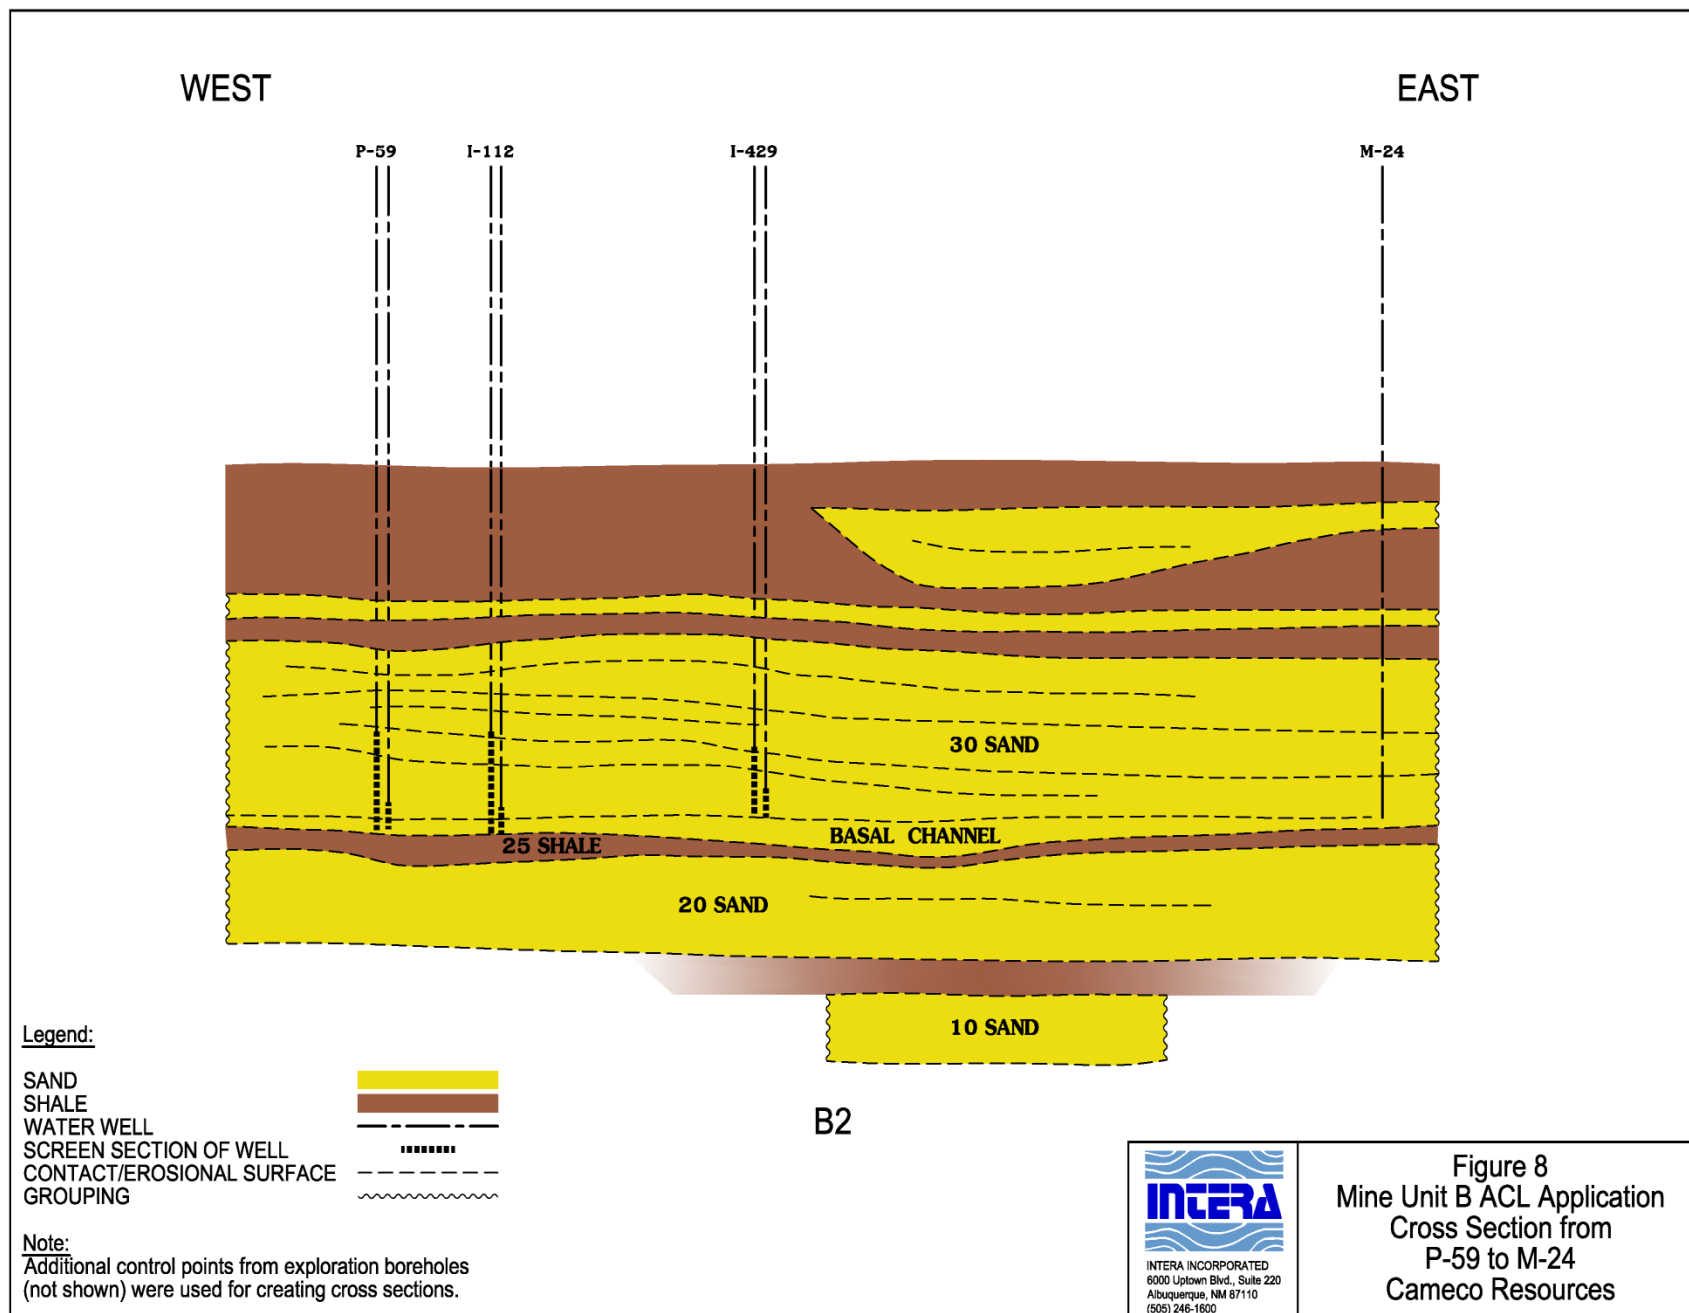 WEST
EAST
P-59
I-112
I-429
M-24
30 SAND
BASAL CHANNEL
25 SHALE
20 SAND
10 SAND
B2
Legend:
SAND
SHALE
WATER WELL
SCREEN SECTION OF WELL
CONTACT/EROSIONAL SURFACE
GROUPING
Note:
Additional control points from exploration boreholes
(not shown) were used for creating cross sections.
INTERA
INTERA INCORPORATED
6000 Uptown Blvd., Suite 220
Albuquerque, NM 87110
(505) 246-1600
Figure 8
Mine Unit B ACL Application
Cross Section from
P-59 to M-24
Cameco Resources